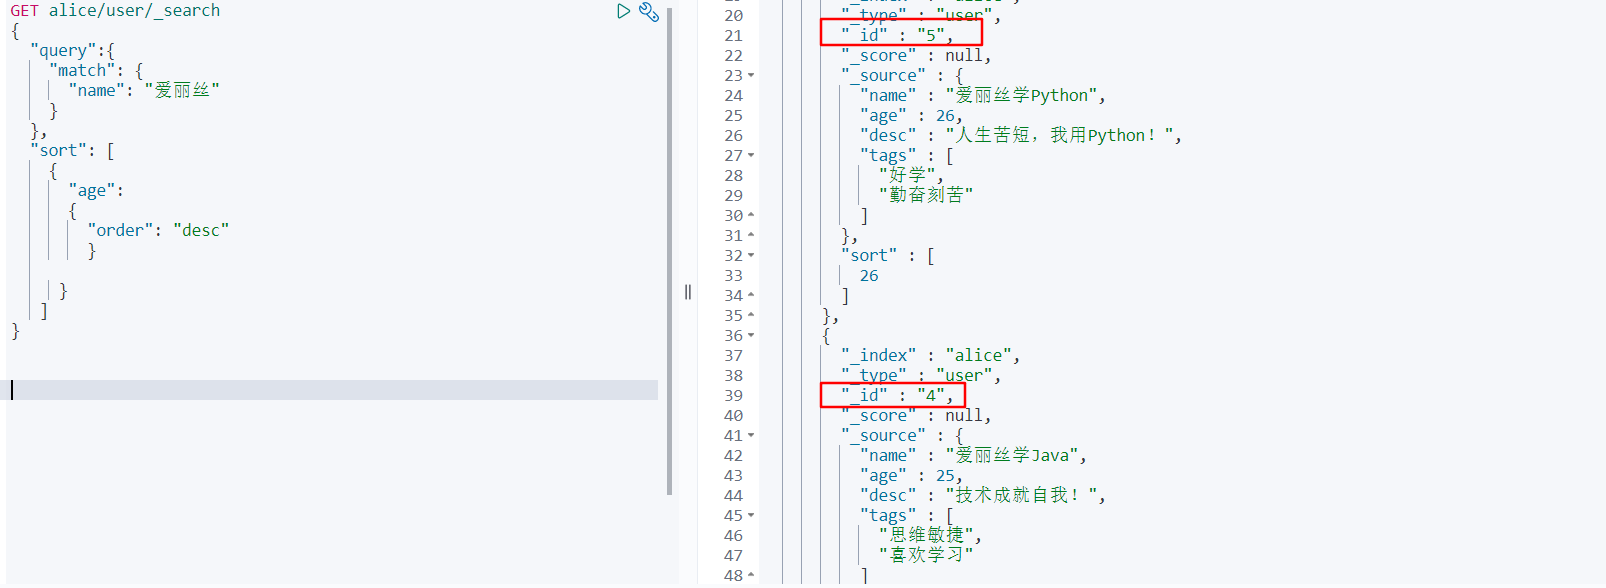 GET alice/user/_search
{
  "query":{
    "match": {
      "name": "爱丽丝"
    }
  },
  "sort": [
    {
      "age":
      {
        "order": "desc"
        }

    }
  ]
}
20 "_type" : "user",
21 "_id" : "5",
22 "_score" : null,
23 "_source" : {
24 "name" : "爱丽丝学Python",
25 "age" : 26,
26 "desc" : "人生苦短，我用Python！",
27 "tags" : [
28 "好学",
29 "勤奋刻苦"
30 ]
31 },
32 "sort" : [
33 26
34 ]
35 },
36 {
37 "_index" : "alice",
38 "_type" : "user",
39 "_id" : "4",
40 "_score" : null,
41 "_source" : {
42 "name" : "爱丽丝学Java",
43 "age" : 25,
44 "desc" : "技术成就自我！",
45 "tags" : [
46 "思维敏捷",
47 "喜欢学习"
48 ]